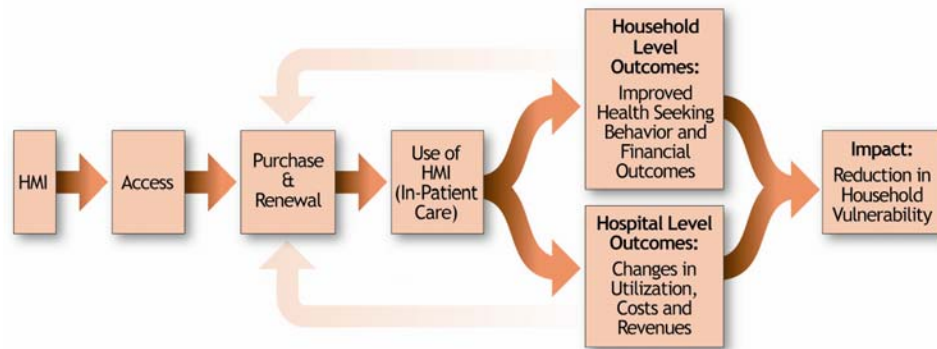 HMI
Access
Purchase
&
Renewal
Use of
HMI
(In-Patient
Care)
Household
Level
Outcomes:
Improved
Health Seeking
Behavior and
Financial
Outcomes
Hospital Level
Outcomes:
Changes in
Utilization,
Costs and
Revenues
Impact:
Reduction in
Household
Vulnerability